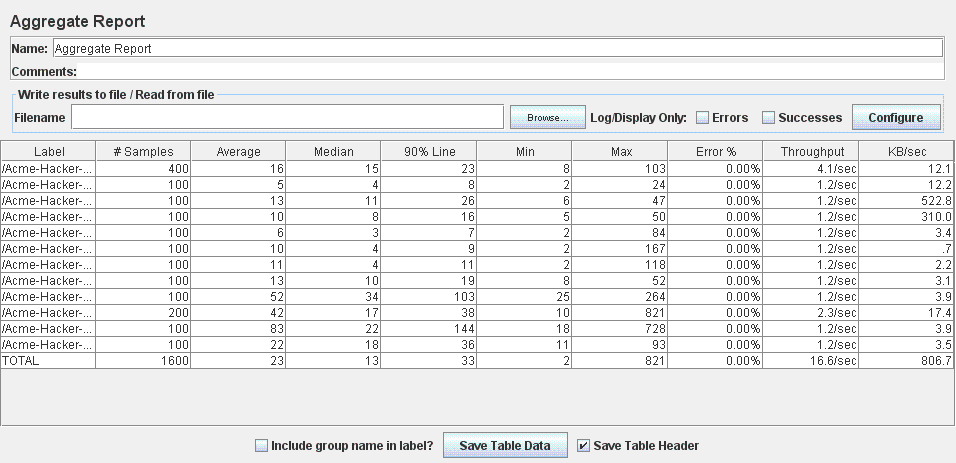 Aggregate Report
Name: Aggregate Report
Comments:
Write results to file / Read from file
Filename Browse... Log/Display Only: Errors Successes Configure
Label # Samples Average Median 90% Line Min Max Error % Throughput KB/sec
/Acme-Hacker-... 400 16 15 23 8 103 0.00% 4.1/sec 12.1
/Acme-Hacker-... 100 5 4 8 2 24 0.00% 1.2/sec 12.2
/Acme-Hacker-... 100 13 11 26 6 47 0.00% 1.2/sec 522.8
/Acme-Hacker-... 100 10 8 16 5 50 0.00% 1.2/sec 310.0
/Acme-Hacker-... 100 6 3 7 2 84 0.00% 1.2/sec 3.4
/Acme-Hacker-... 100 10 4 9 2 167 0.00% 1.2/sec .7
/Acme-Hacker-... 100 11 4 11 2 118 0.00% 1.2/sec 2.2
/Acme-Hacker-... 100 13 10 19 8 52 0.00% 1.2/sec 3.1
/Acme-Hacker-... 100 52 34 103 25 264 0.00% 1.2/sec 3.9
/Acme-Hacker-... 200 42 17 38 10 821 0.00% 2.3/sec 17.4
/Acme-Hacker-... 100 83 22 144 18 728 0.00% 1.2/sec 3.9
/Acme-Hacker-... 100 22 18 36 11 93 0.00% 1.2/sec 3.5
TOTAL 1600 23 13 33 2 821 0.00% 16.6/sec 806.7
Include group name in label? Save Table Data Save Table Header